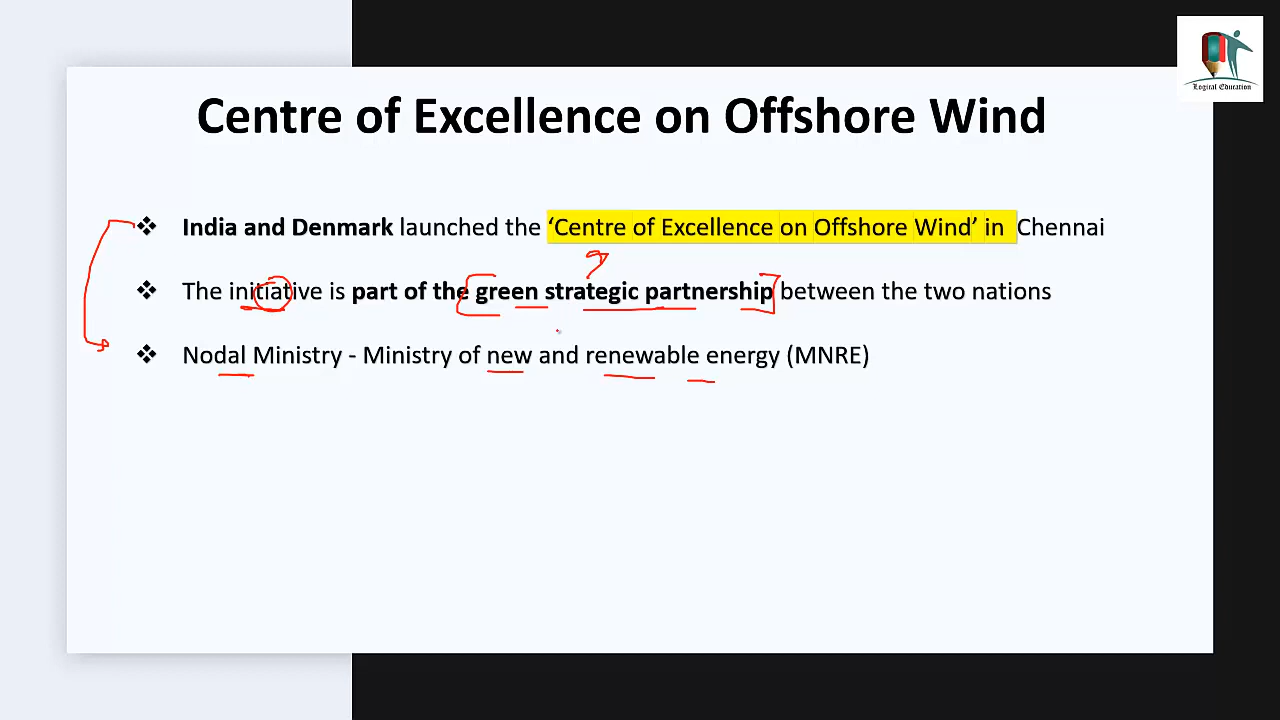 Logical Education
Centre of Excellence on Offshore Wind
❖ India and Denmark launched the ‘Centre of Excellence on Offshore Wind’ in Chennai
❖ The initiative is part of the green strategic partnership between the two nations
❖ Nodal Ministry - Ministry of new and renewable energy (MNRE)